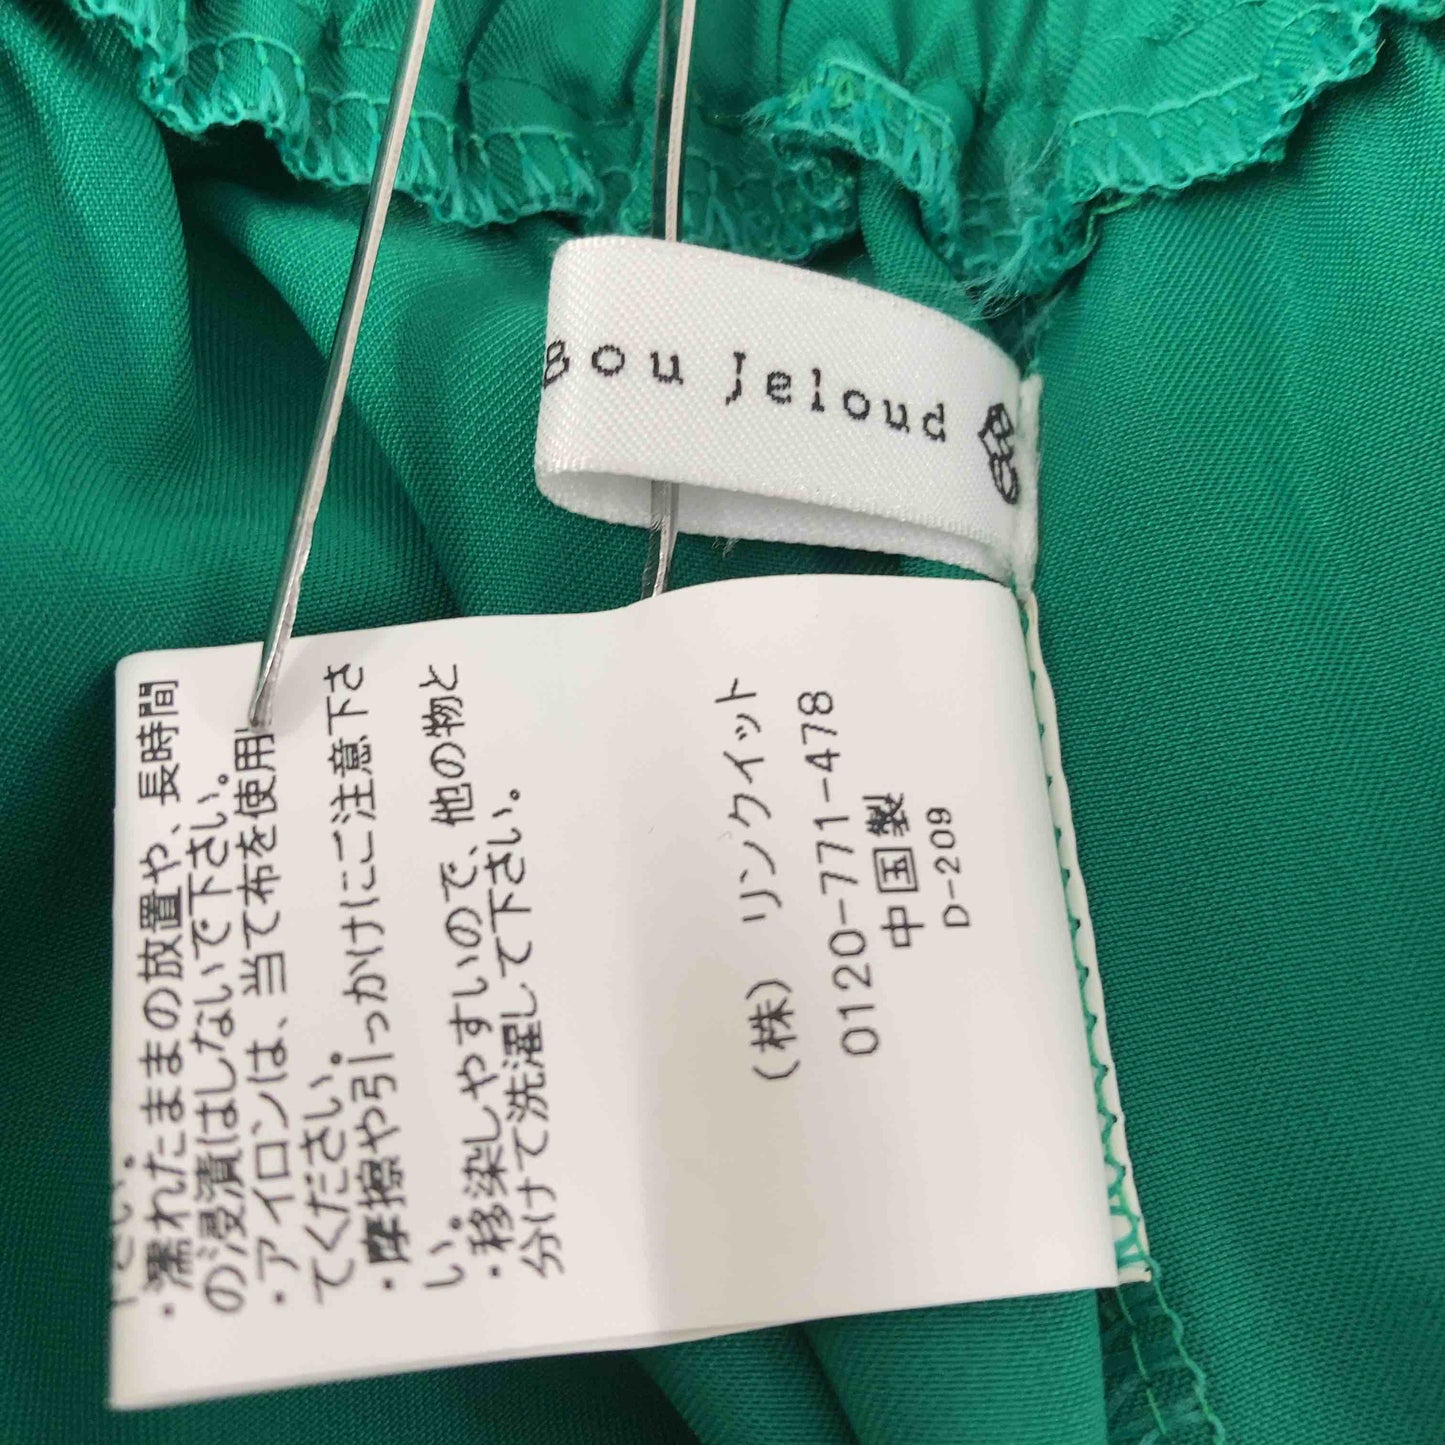 gou jeloud
さい。
・濡れたままの放置や、長時間
の浸漬はしないで下さい。
・アイロンは、当て布を使用
てください。
・摩擦や引っかけにご注意下さ
い。
・移染しやすいので、他の物と
分けて洗濯して下さい。
(株) リンクイット
0120-771-478
中国製
D-209